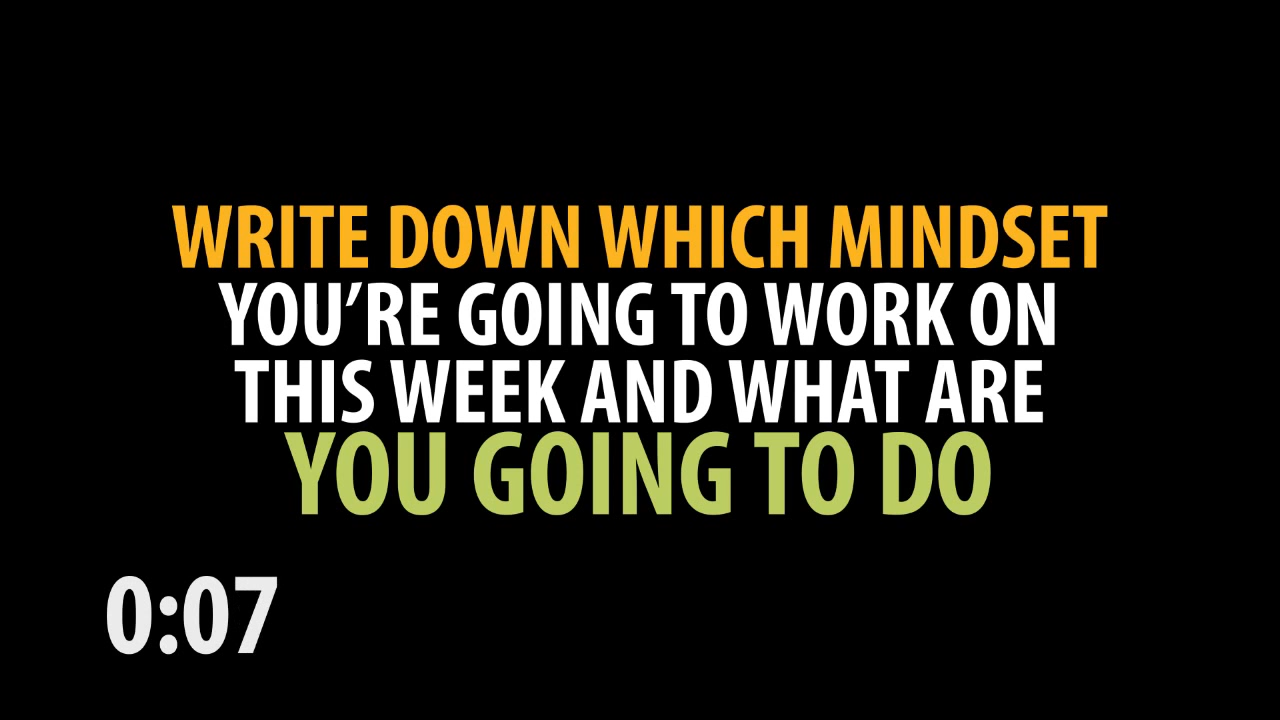 WRITE DOWN WHICH MINDSET
YOU’RE GOING TO WORK ON
THIS WEEK AND WHAT ARE
YOU GOING TO DO
0:07